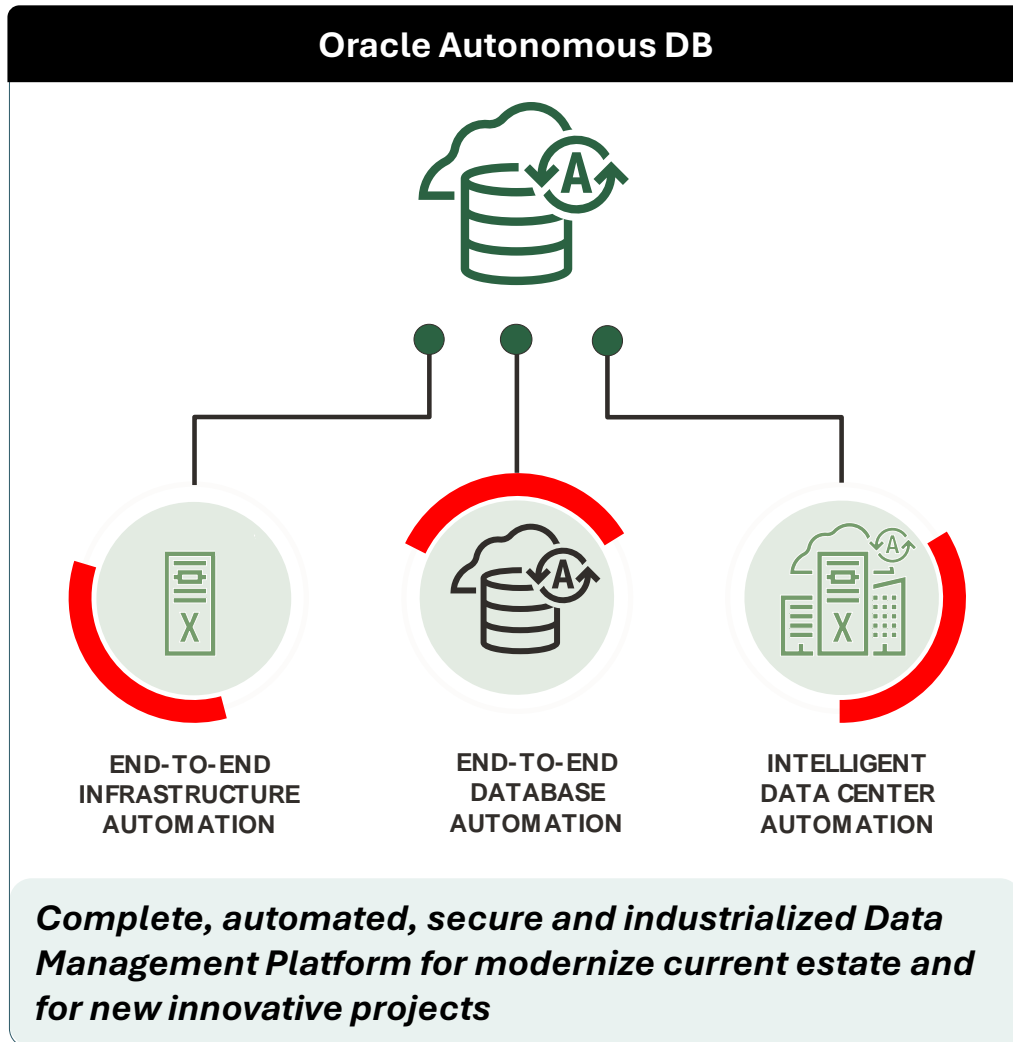 Oracle Autonomous DB
A
X
A
X
A
END-TO-END
INFRASTRUCTURE
AUTOMATION
END-TO-END
DATABASE
AUTOMATION
INTELLIGENT
DATA CENTER
AUTOMATION
Complete, automated, secure and industrialized Data
Management Platform for modernize current estate and
for new innovative projects